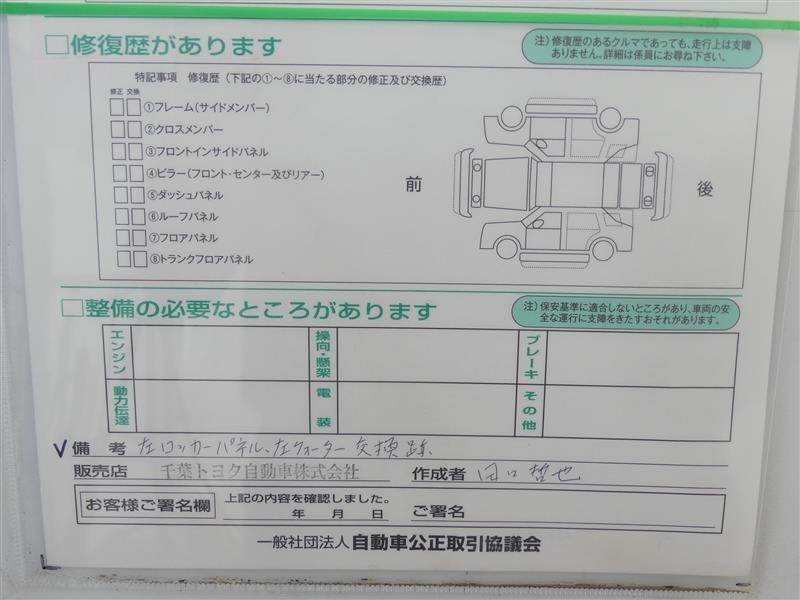 □修復歴があります
注）修復歴のあるクルマであっても、走行上は支障
ありません。詳細は係員にお尋ね下さい。
特記事項 修復歴（下記の①～⑧に当たる部分の修正及び交換歴）
修正 交換
①フレーム（サイドメンバー）
②クロスメンバー
③フロントインサイドパネル
④ピラー（フロント・センター及びリアー）
⑤ダッシュパネル
⑥ルーフパネル
⑦フロアパネル
⑧トランクフロアパネル
前
後
□整備の必要なところがあります
注）保安基準に適合しないところがあり、車両の安
全な運行に支障をきたすおそれがあります。
エンジン
操向・懸架
ブレーキ
動力伝達
電装
その他
✓備考 左ロッカーパネル、左クォーター交換跡
販売店 千葉トヨタ自動車株式会社 作成者 田口哲也
お客様ご署名欄
上記の内容を確認しました。
年 月 日
ご署名
一般社団法人 自動車公正取引協議会